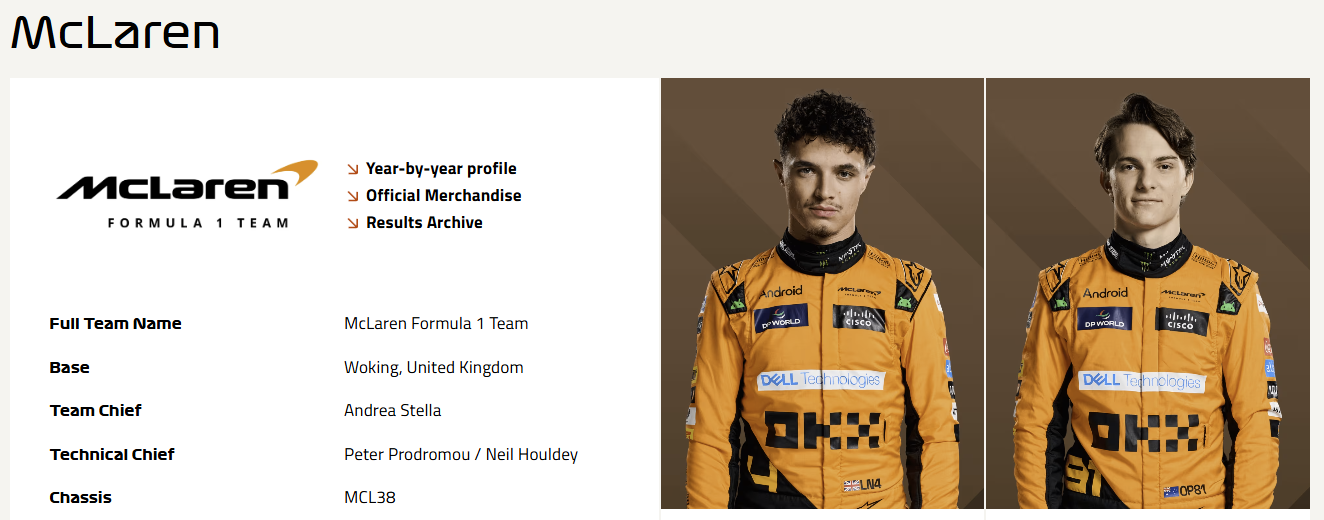 McLaren
McLaren
FORMULA 1 TEAM
Year-by-year profile
Official Merchandise
Results Archive
Full Team Name McLaren Formula 1 Team
Base Woking, United Kingdom
Team Chief Andrea Stella
Technical Chief Peter Prodromou / Neil Houldey
Chassis MCL38
Android McLaren
DP WORLD CISCO
DELL Technologies
OKX
4 LN4
Android McLaren
DP WORLD CISCO
DELL Technologies
OKX
81 OP81